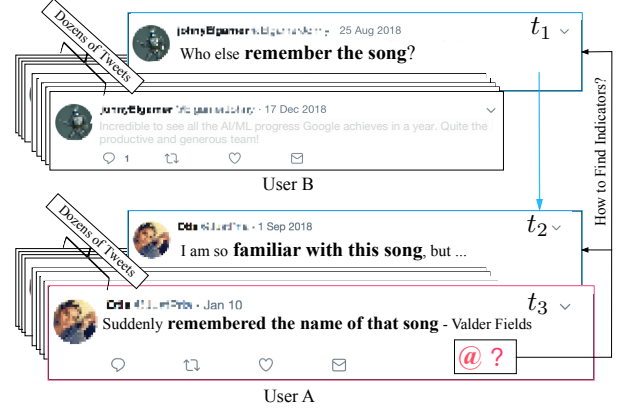 Dozens of Tweets
25 Aug 2018
t1
Who else remember the song?
17 Dec 2018
Incredible to see all the AI/ML progress Google achieves in a year. Quite the
productive and generous team!
1
User B
How to Find Indicators?
Dozens of Tweets
1 Sep 2018
t2
I am so familiar with this song, but ...
Jan 10
t3
Suddenly remembered the name of that song - Valder Fields
@ ?
User A